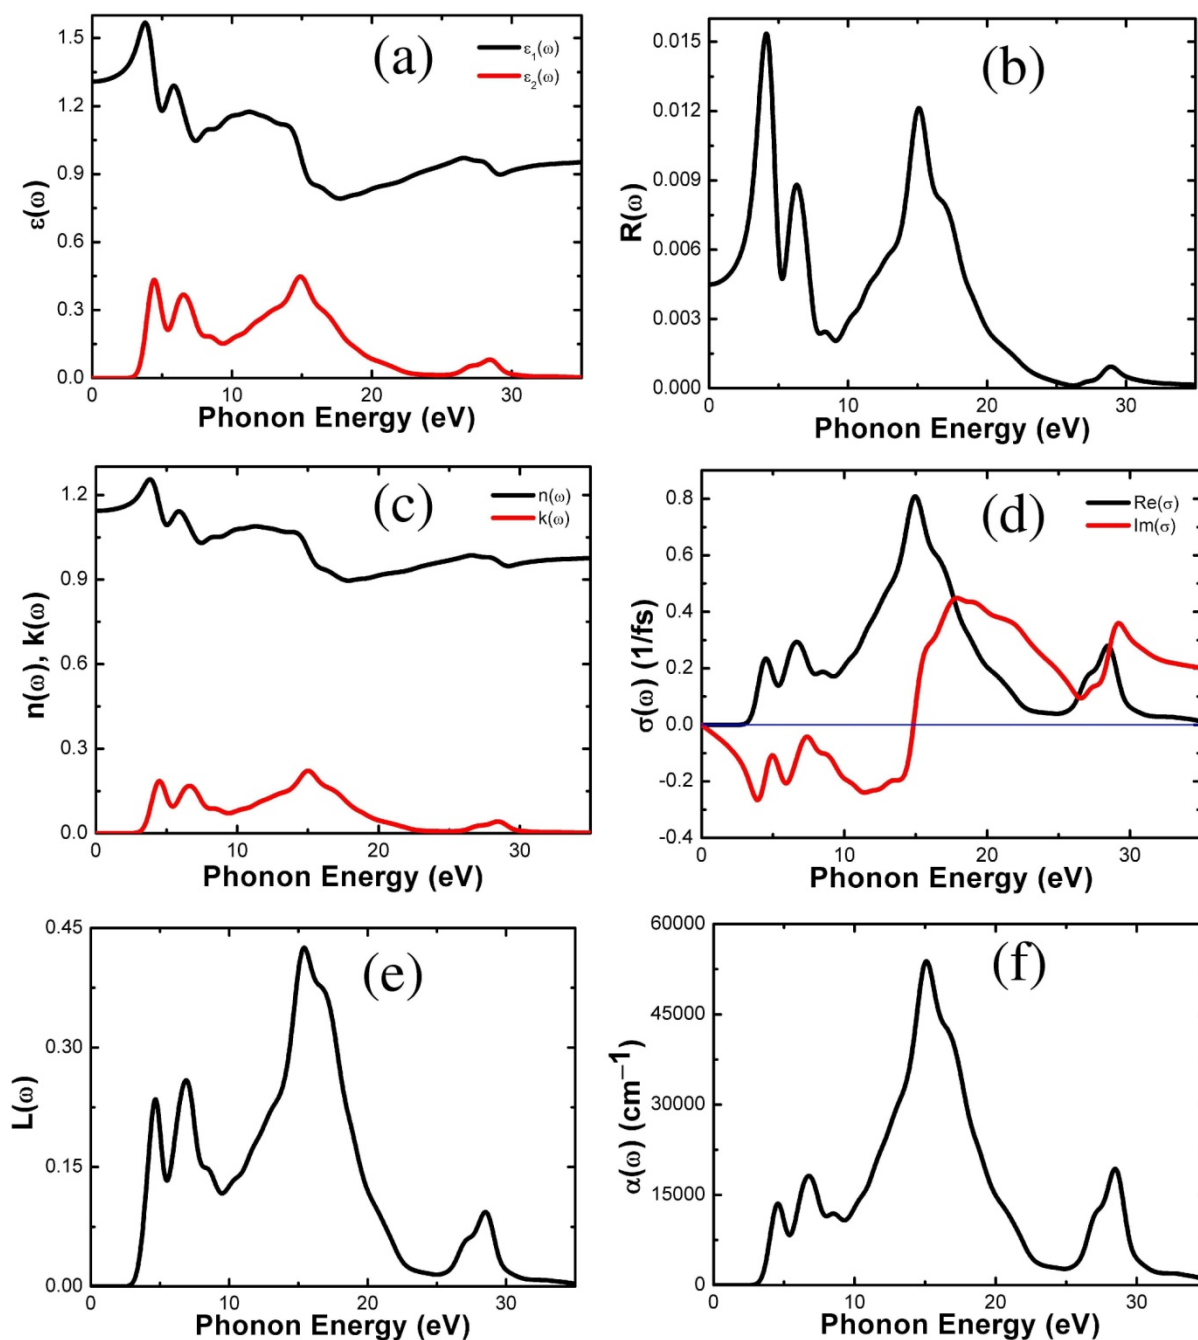 (a)
ε₁(ω)
ε₂(ω)
1.5
1.2
0.9
0.6
0.3
0.0
ε(ω)
0
10
20
30
Phonon Energy (eV)
(b)
0.015
0.012
0.009
0.006
0.003
0.000
R(ω)
0
10
20
30
Phonon Energy (eV)
(c)
n(ω)
k(ω)
1.2
0.9
0.6
0.3
0.0
n(ω), k(ω)
0
10
20
30
Phonon Energy (eV)
(d)
Re(σ)
Im(σ)
0.8
0.6
0.4
0.2
0.0
-0.2
-0.4
σ(ω) (1/fs)
0
10
20
30
Phonon Energy (eV)
(e)
0.45
0.30
0.15
0.00
L(ω)
0
10
20
30
Phonon Energy (eV)
(f)
60000
45000
30000
15000
0
α(ω) (cm⁻¹)
0
10
20
30
Phonon Energy (eV)